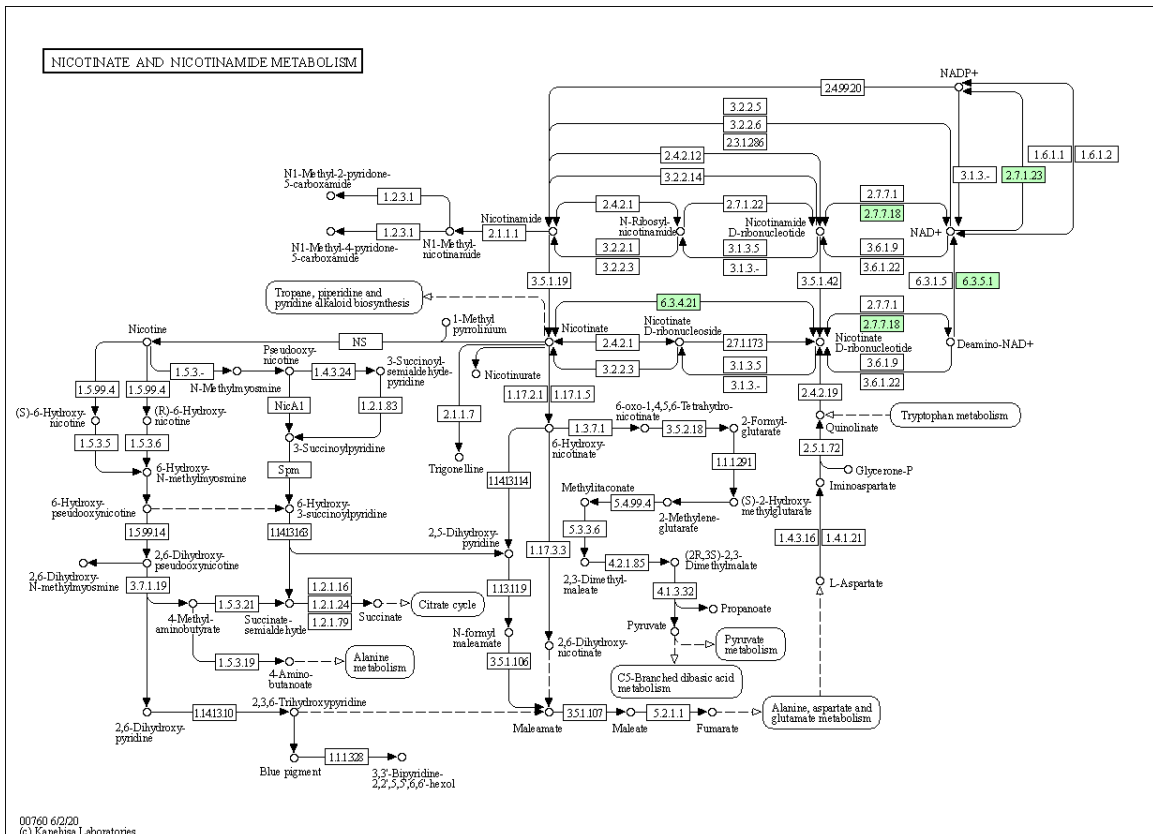 NICOTINATE AND NICOTINAMIDE METABOLISM
NADP+
2.4.99.20
3.2.2.5
3.2.2.6
2.3.1.286
2.4.2.12
3.2.2.14
1.6.1.1
1.6.1.2
3.1.3.-
2.7.1.23
N1-Methyl-2-pyridone-
5-carboxamide
1.2.3.1
1.2.3.1
N1-Methyl-4-pyridone-
5-carboxamide
N1-Methyl-
nicotinamide
2.1.1.1
Nicotinamide
2.4.2.1
N-Ribosyl-
nicotinamide
2.7.1.22
Nicotinamide
D-ribonucleotide
2.7.7.1
2.7.7.18
NAD+
3.2.2.1
3.2.2.3
3.1.3.5
3.1.3.-
3.6.1.9
3.6.1.22
3.5.1.19
3.5.1.42
6.3.1.5
6.3.5.1
Tropane, piperidine and
pyridine alkaloid biosynthesis
6.3.4.21
2.7.7.1
2.7.7.18
Nicotine
NS
1-Methyl
pyrrolinium
Nicotinate
2.4.2.1
Nicotinate
D-ribonucleoside
2.7.1.173
Nicotinate
D-ribonucleotide
Deamino-NAD+
3.2.2.3
3.1.3.5
3.1.3.-
3.6.1.9
3.6.1.22
Nicotinurate
1.5.3.-
N-Methylmyosmine
Pseudooxy-
nicotine
1.4.3.24
3-Succinoyl-
semialdehyde-
pyridine
1.5.99.4
1.5.99.4
NicA1
1.2.1.83
2.1.1.7
1.17.2.1
1.17.1.5
2.4.2.19
(S)-6-Hydroxy-
nicotine
(R)-6-Hydroxy-
nicotine
3-Succinoylpyridine
Trigonelline
6-Hydroxy-
nicotinate
1.3.7.1
6-oxo-1,4,5,6-Tetrahydro-
nicotinate
3.5.2.18
2-Formyl-
glutarate
Quinolinate
Tryptophan metabolism
1.5.3.5
1.5.3.6
6-Hydroxy-
N-methylmyosmine
Spm
1.14.13.114
1.1.1.291
2.5.1.72
Glycerone-P
Iminoaspartate
6-Hydroxy-
pseudooxynicotine
6-Hydroxy-
3-succinoylpyridine
Methylitaconate
5.4.99.4
2-Methylene-
glutarate
(S)-2-Hydroxy-
methylglutarate
1.5.99.14
1.14.13.163
2,5-Dihydroxy-
pyridine
1.17.3.3
5.3.3.6
2,3-Dimethyl-
maleate
4.2.1.85
(2R,3S)-2,3-
Dimethylmalate
1.4.3.16
1.4.1.21
2,6-Dihydroxy-
N-methylmyosmine
2,6-Dihydroxy-
pseudooxynicotine
3.7.1.19
1.13.11.9
4.1.3.32
Propanoate
L-Aspartate
4-Methyl-
aminobutyrate
1.5.3.21
Succinate-
semialdehyde
1.2.1.16
1.2.1.24
1.2.1.79
Succinate
Citrate cycle
N-formyl
maleamate
2,6-Dihydroxy-
nicotinate
Pyruvate
Pyruvate
metabolism
1.5.3.19
4-Amino-
butanoate
Alanine
metabolism
3.5.1.106
C5-Branched dibasic acid
metabolism
2,6-Dihydroxy-
pyridine
1.14.13.10
2,3,6-Trihydroxypyridine
Maleamate
3.5.1.107
Maleate
5.2.1.1
Fumarate
Alanine, aspartate and
glutamate metabolism
Blue pigment
1.1.1.328
3,3'-Bipyridine-
2,2',5,5',6,6'-hexol
00760 6/2/20
(c) Kanehisa Laboratories